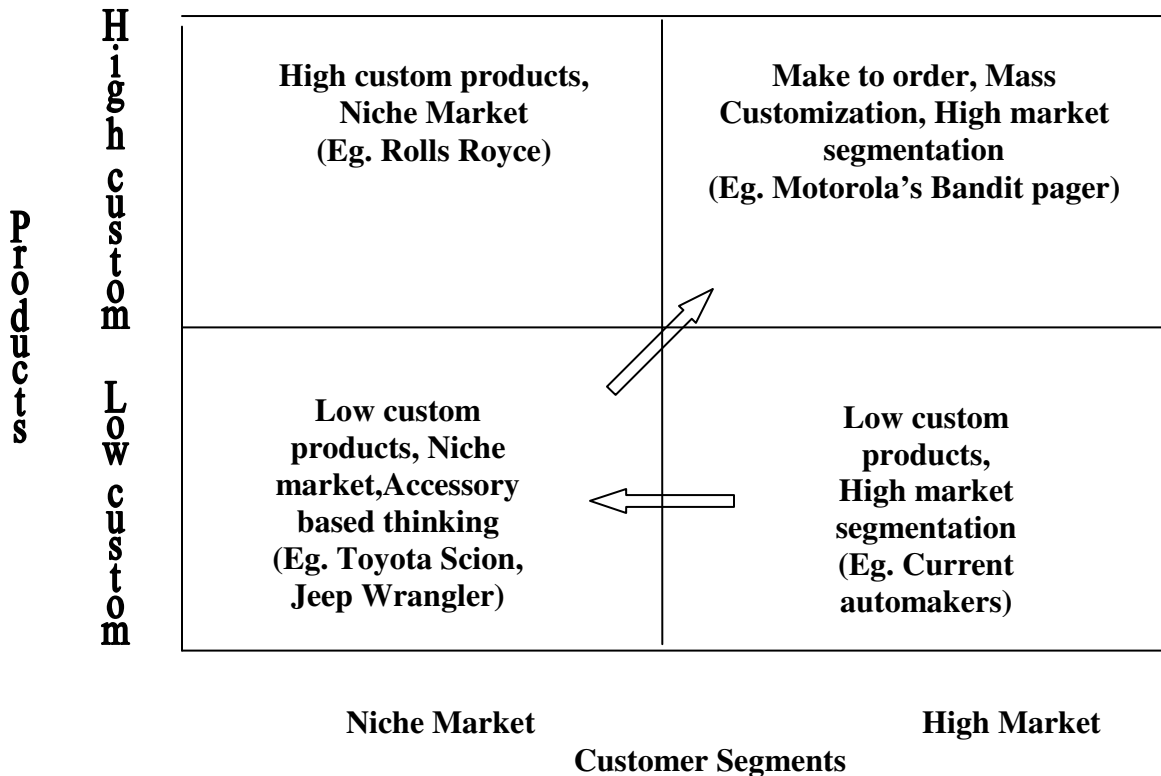 Products
High custom
Low custom
High custom products,
Niche Market
(Eg. Rolls Royce)
Make to order, Mass
Customization, High market
segmentation
(Eg. Motorola’s Bandit pager)
Low custom
products, Niche
market,Accessory
based thinking
(Eg. Toyota Scion,
Jeep Wrangler)
Low custom
products,
High market
segmentation
(Eg. Current
automakers)
Niche Market
High Market
Customer Segments